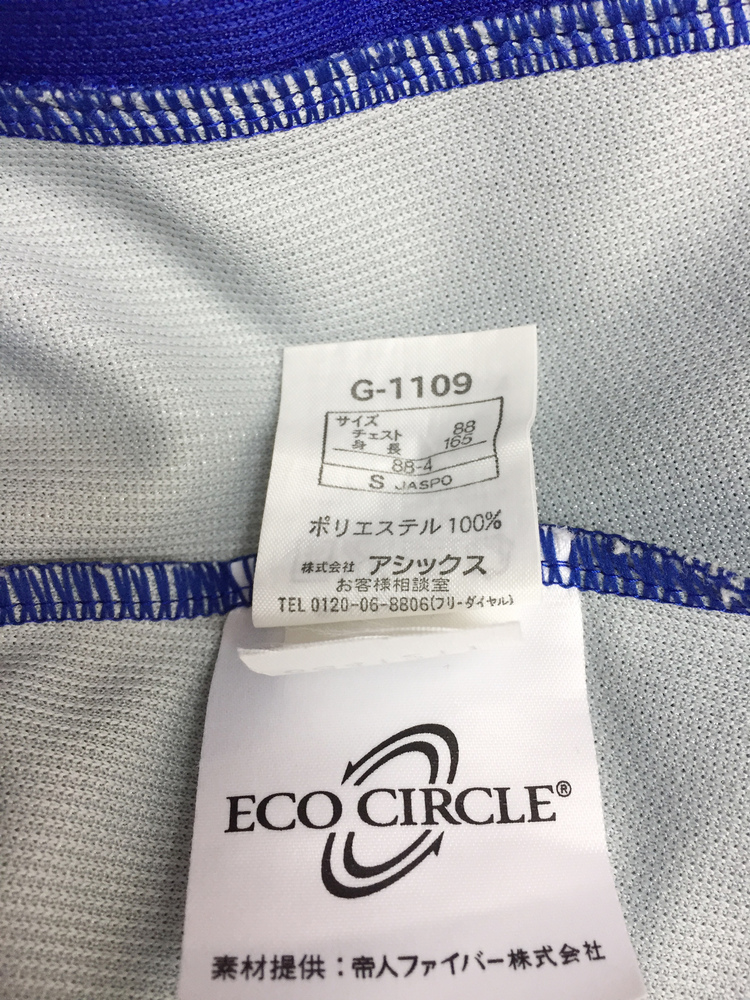 G-1109
サイズ
チェスト 88
身長 165
88-4
S JASPO
ポリエステル 100%
株式会社 アシックス
お客様相談室
TEL 0120-06-8806(フリーダイヤル)
ECO CIRCLE®
素材提供：帝人ファイバー株式会社